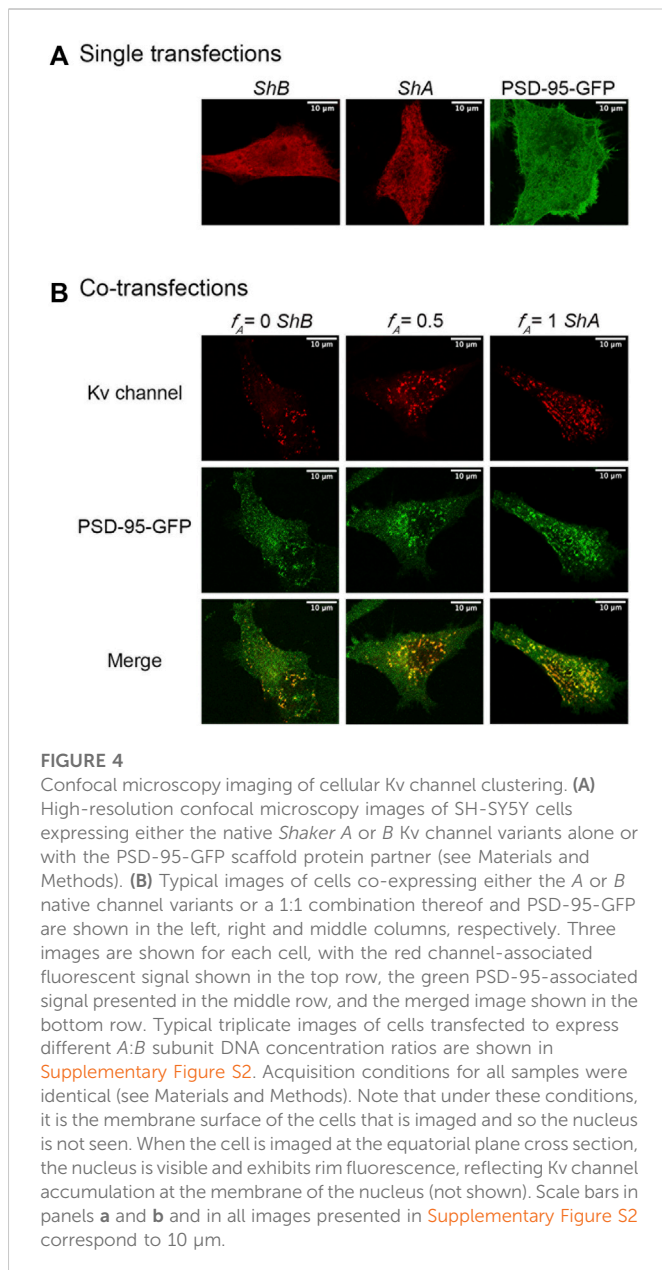 A Single transfections
ShB ShA PSD-95-GFP
10 µm 10 µm 10 µm
B Co-transfections
f_A= 0 ShB f_A= 0.5 f_A= 1 ShA
Kv channel
10 µm 10 µm 10 µm
PSD-95-GFP
10 µm 10 µm 10 µm
Merge
10 µm 10 µm 10 µm
FIGURE 4
Confocal microscopy imaging of cellular Kv channel clustering. (A)
High-resolution confocal microscopy images of SH-SY5Y cells
expressing either the native Shaker A or B Kv channel variants alone or
with the PSD-95-GFP scaffold protein partner (see Materials and
Methods). (B) Typical images of cells co-expressing either the A or B
native channel variants or a 1:1 combination thereof and PSD-95-GFP
are shown in the left, right and middle columns, respectively. Three
images are shown for each cell, with the red channel-associated
fluorescent signal shown in the top row, the green PSD-95-associated
signal presented in the middle row, and the merged image shown in the
bottom row. Typical triplicate images of cells transfected to express
different A:B subunit DNA concentration ratios are shown in
Supplementary Figure S2. Acquisition conditions for all samples were
identical (see Materials and Methods). Note that under these conditions,
it is the membrane surface of the cells that is imaged and so the nucleus
is not seen. When the cell is imaged at the equatorial plane cross section,
the nucleus is visible and exhibits rim fluorescence, reflecting Kv channel
accumulation at the membrane of the nucleus (not shown). Scale bars in
panels a and b and in all images presented in Supplementary Figure S2
correspond to 10 µm.